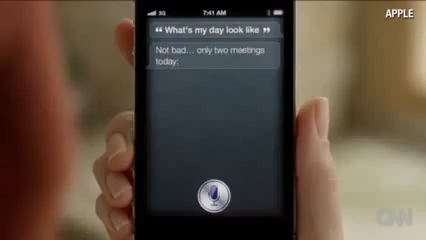 APPLE
3G 7:41 AM
“ What's my day look like ”
Not bad... only two meetings
today:
CNN